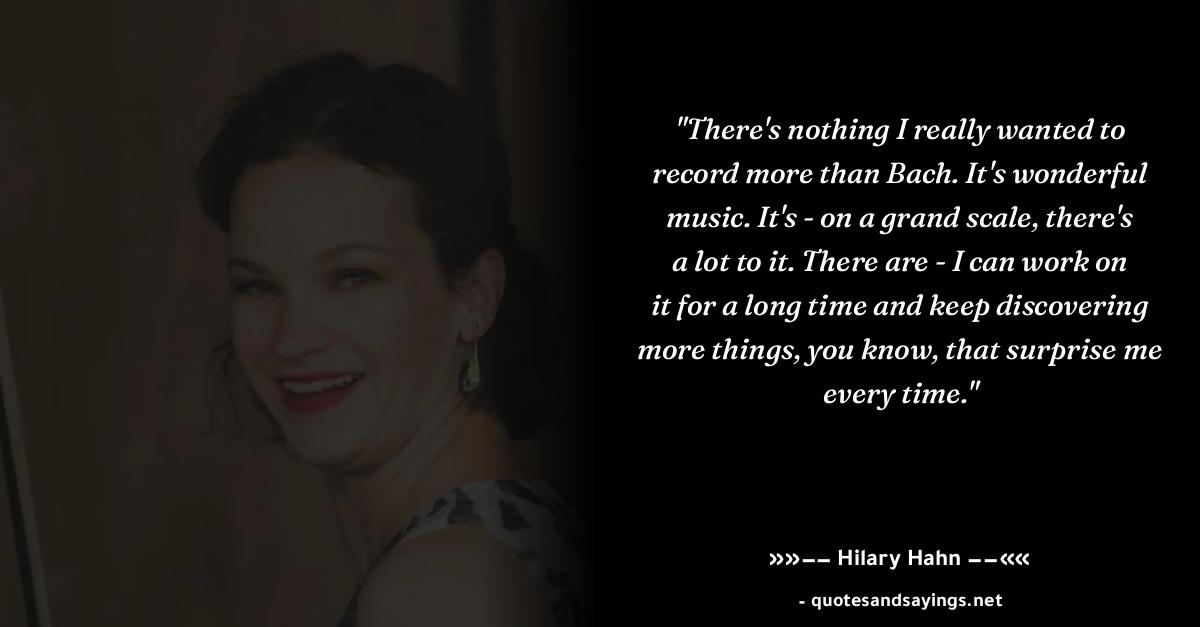 "There's nothing I really wanted to
record more than Bach. It's wonderful
music. It's - on a grand scale, there's
a lot to it. There are - I can work on
it for a long time and keep discovering
more things, you know, that surprise me
every time."
»»–– Hilary Hahn ––««
- quotesandsayings.net